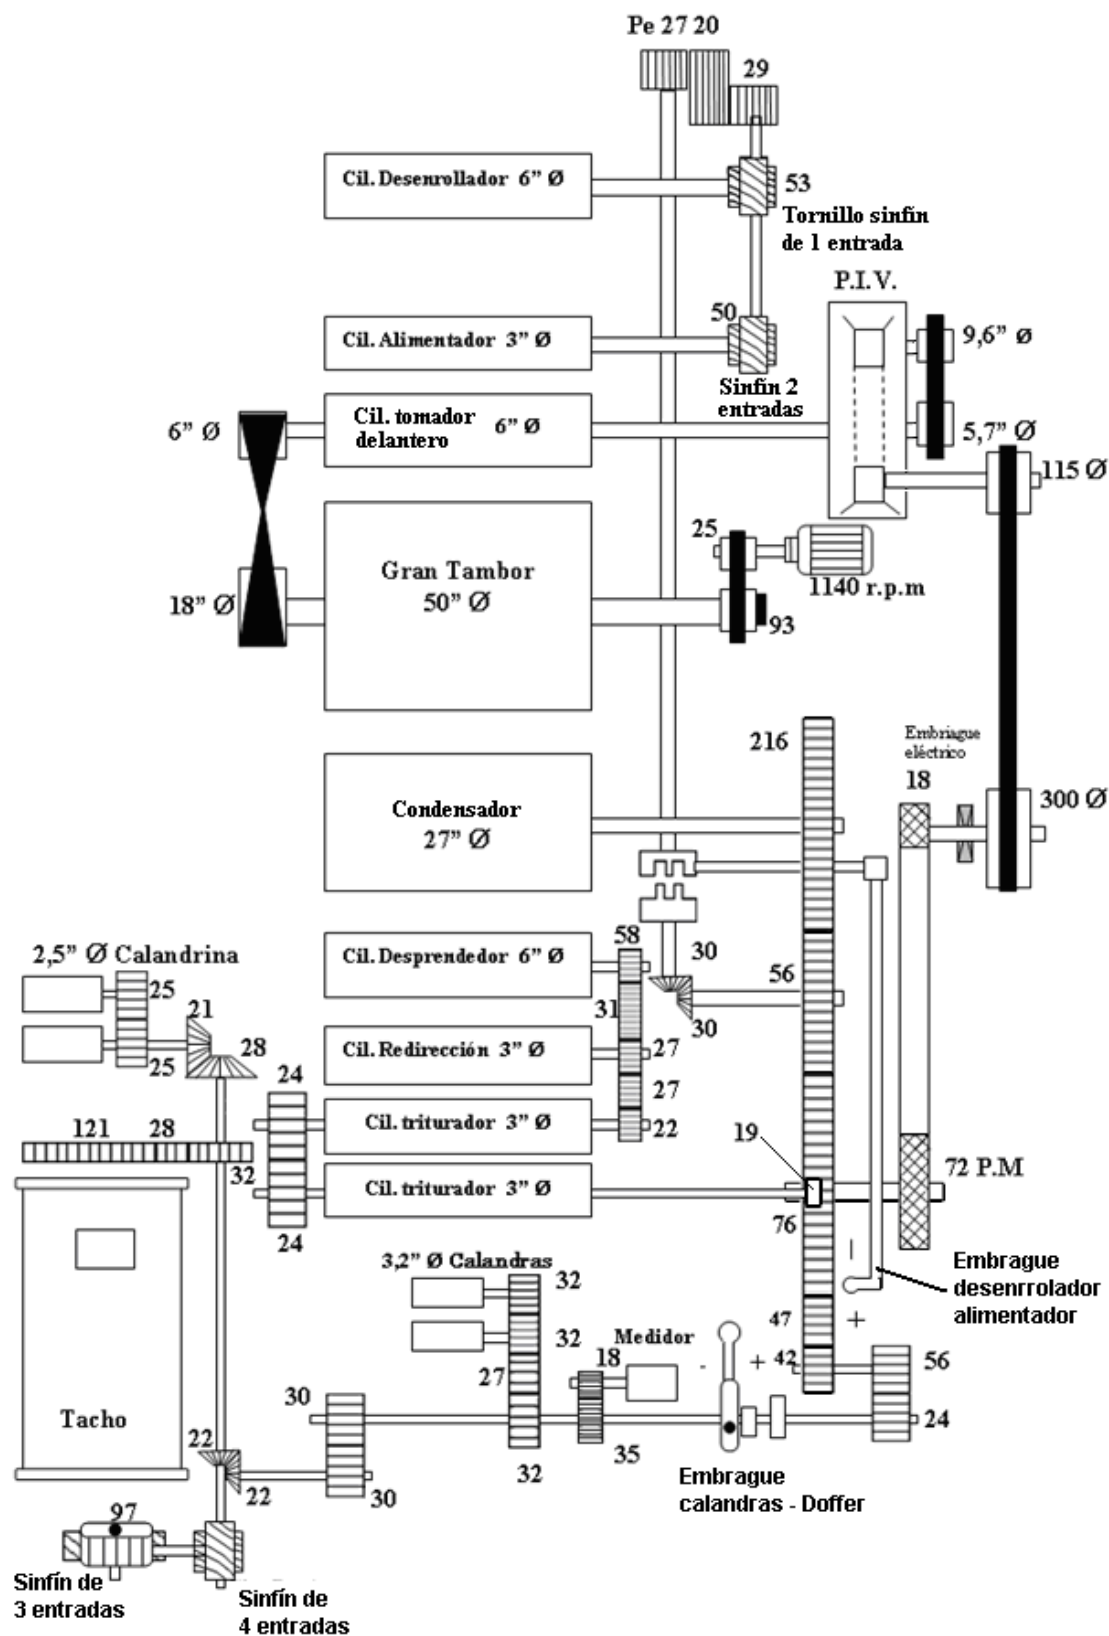 Pe 27 20
29
Cil. Desenrollador 6” Ø
53
Tornillo sinfín
de 1 entrada
P.I.V.
50
Cil. Alimentador 3” Ø
9,6” ø
Sinfín 2
entradas
6” Ø
Cil. tomador
delantero
6” Ø
5,7” Ø
115 Ø
25
Gran Tambor
50” Ø
1140 r.p.m
18” Ø
93
216
Embriague
eléctrico
18
300 Ø
Condensador
27” Ø
58
30
2,5” Ø Calandrina
Cil. Desprendedor 6” Ø
56
25
21
31
30
28
Cil. Redirección 3” Ø
27
25
24
27
121
28
Cil. triturador 3” Ø
22
19
32
Cil. triturador 3” Ø
72 P.M
24
76
3,2” Ø Calandras
Embrague
desenrrolador
alimentador
32
47
+
32
Medidor
18
-
+
42
56
27
30
Tacho
24
22
35
32
22
30
Embrague
calandras - Doffer
97
Sinfín de
3 entradas
Sinfín de
4 entradas